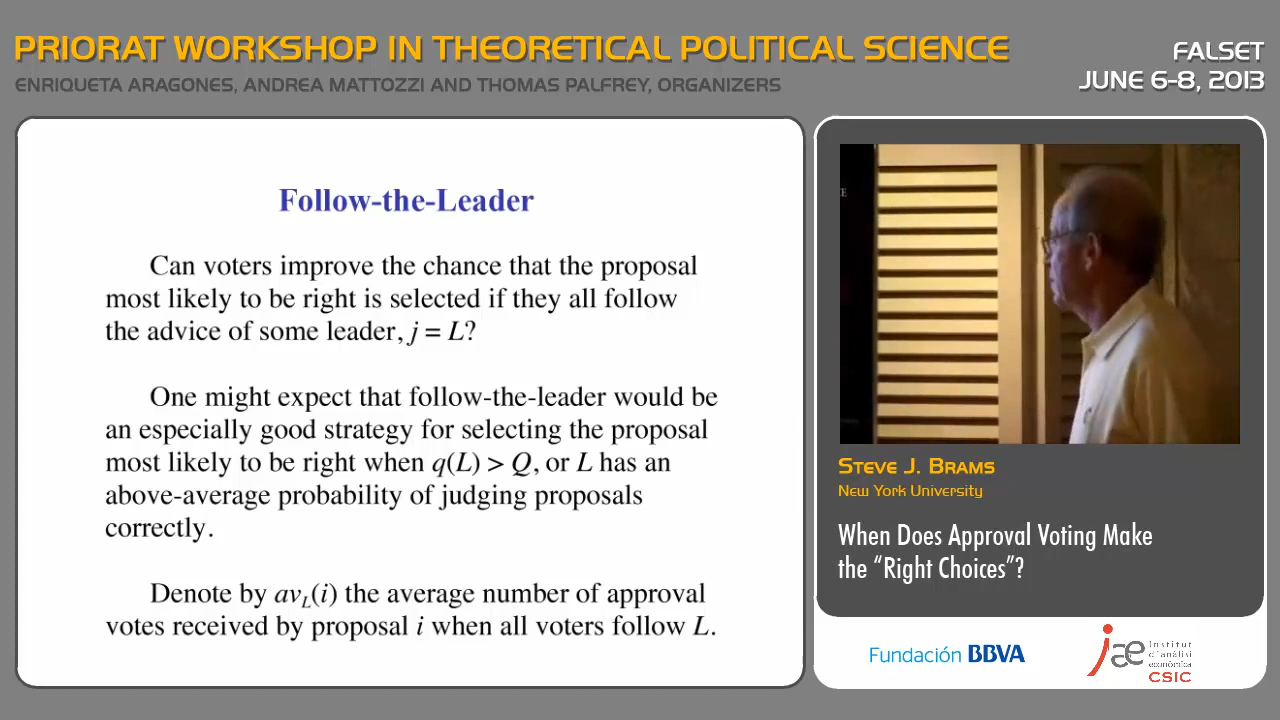 PRIORAT WORKSHOP IN THEORETICAL POLITICAL SCIENCE
ENRIQUETA ARAGONES, ANDREA MATTOZZI AND THOMAS PALFREY, ORGANIZERS
FALSET
JUNE 6-8, 2013
Follow-the-Leader
Can voters improve the chance that the proposal
most likely to be right is selected if they all follow
the advice of some leader, j = L?
One might expect that follow-the-leader would be
an especially good strategy for selecting the proposal
most likely to be right when q(L) > Q, or L has an
above-average probability of judging proposals
correctly.
Denote by avL(i) the average number of approval
votes received by proposal i when all voters follow L.
STEVE J. BRAMS
New York University
When Does Approval Voting Make
the “Right Choices”?
Fundación BBVA
iae Institut
d'anàlisi
econòmica
CSIC